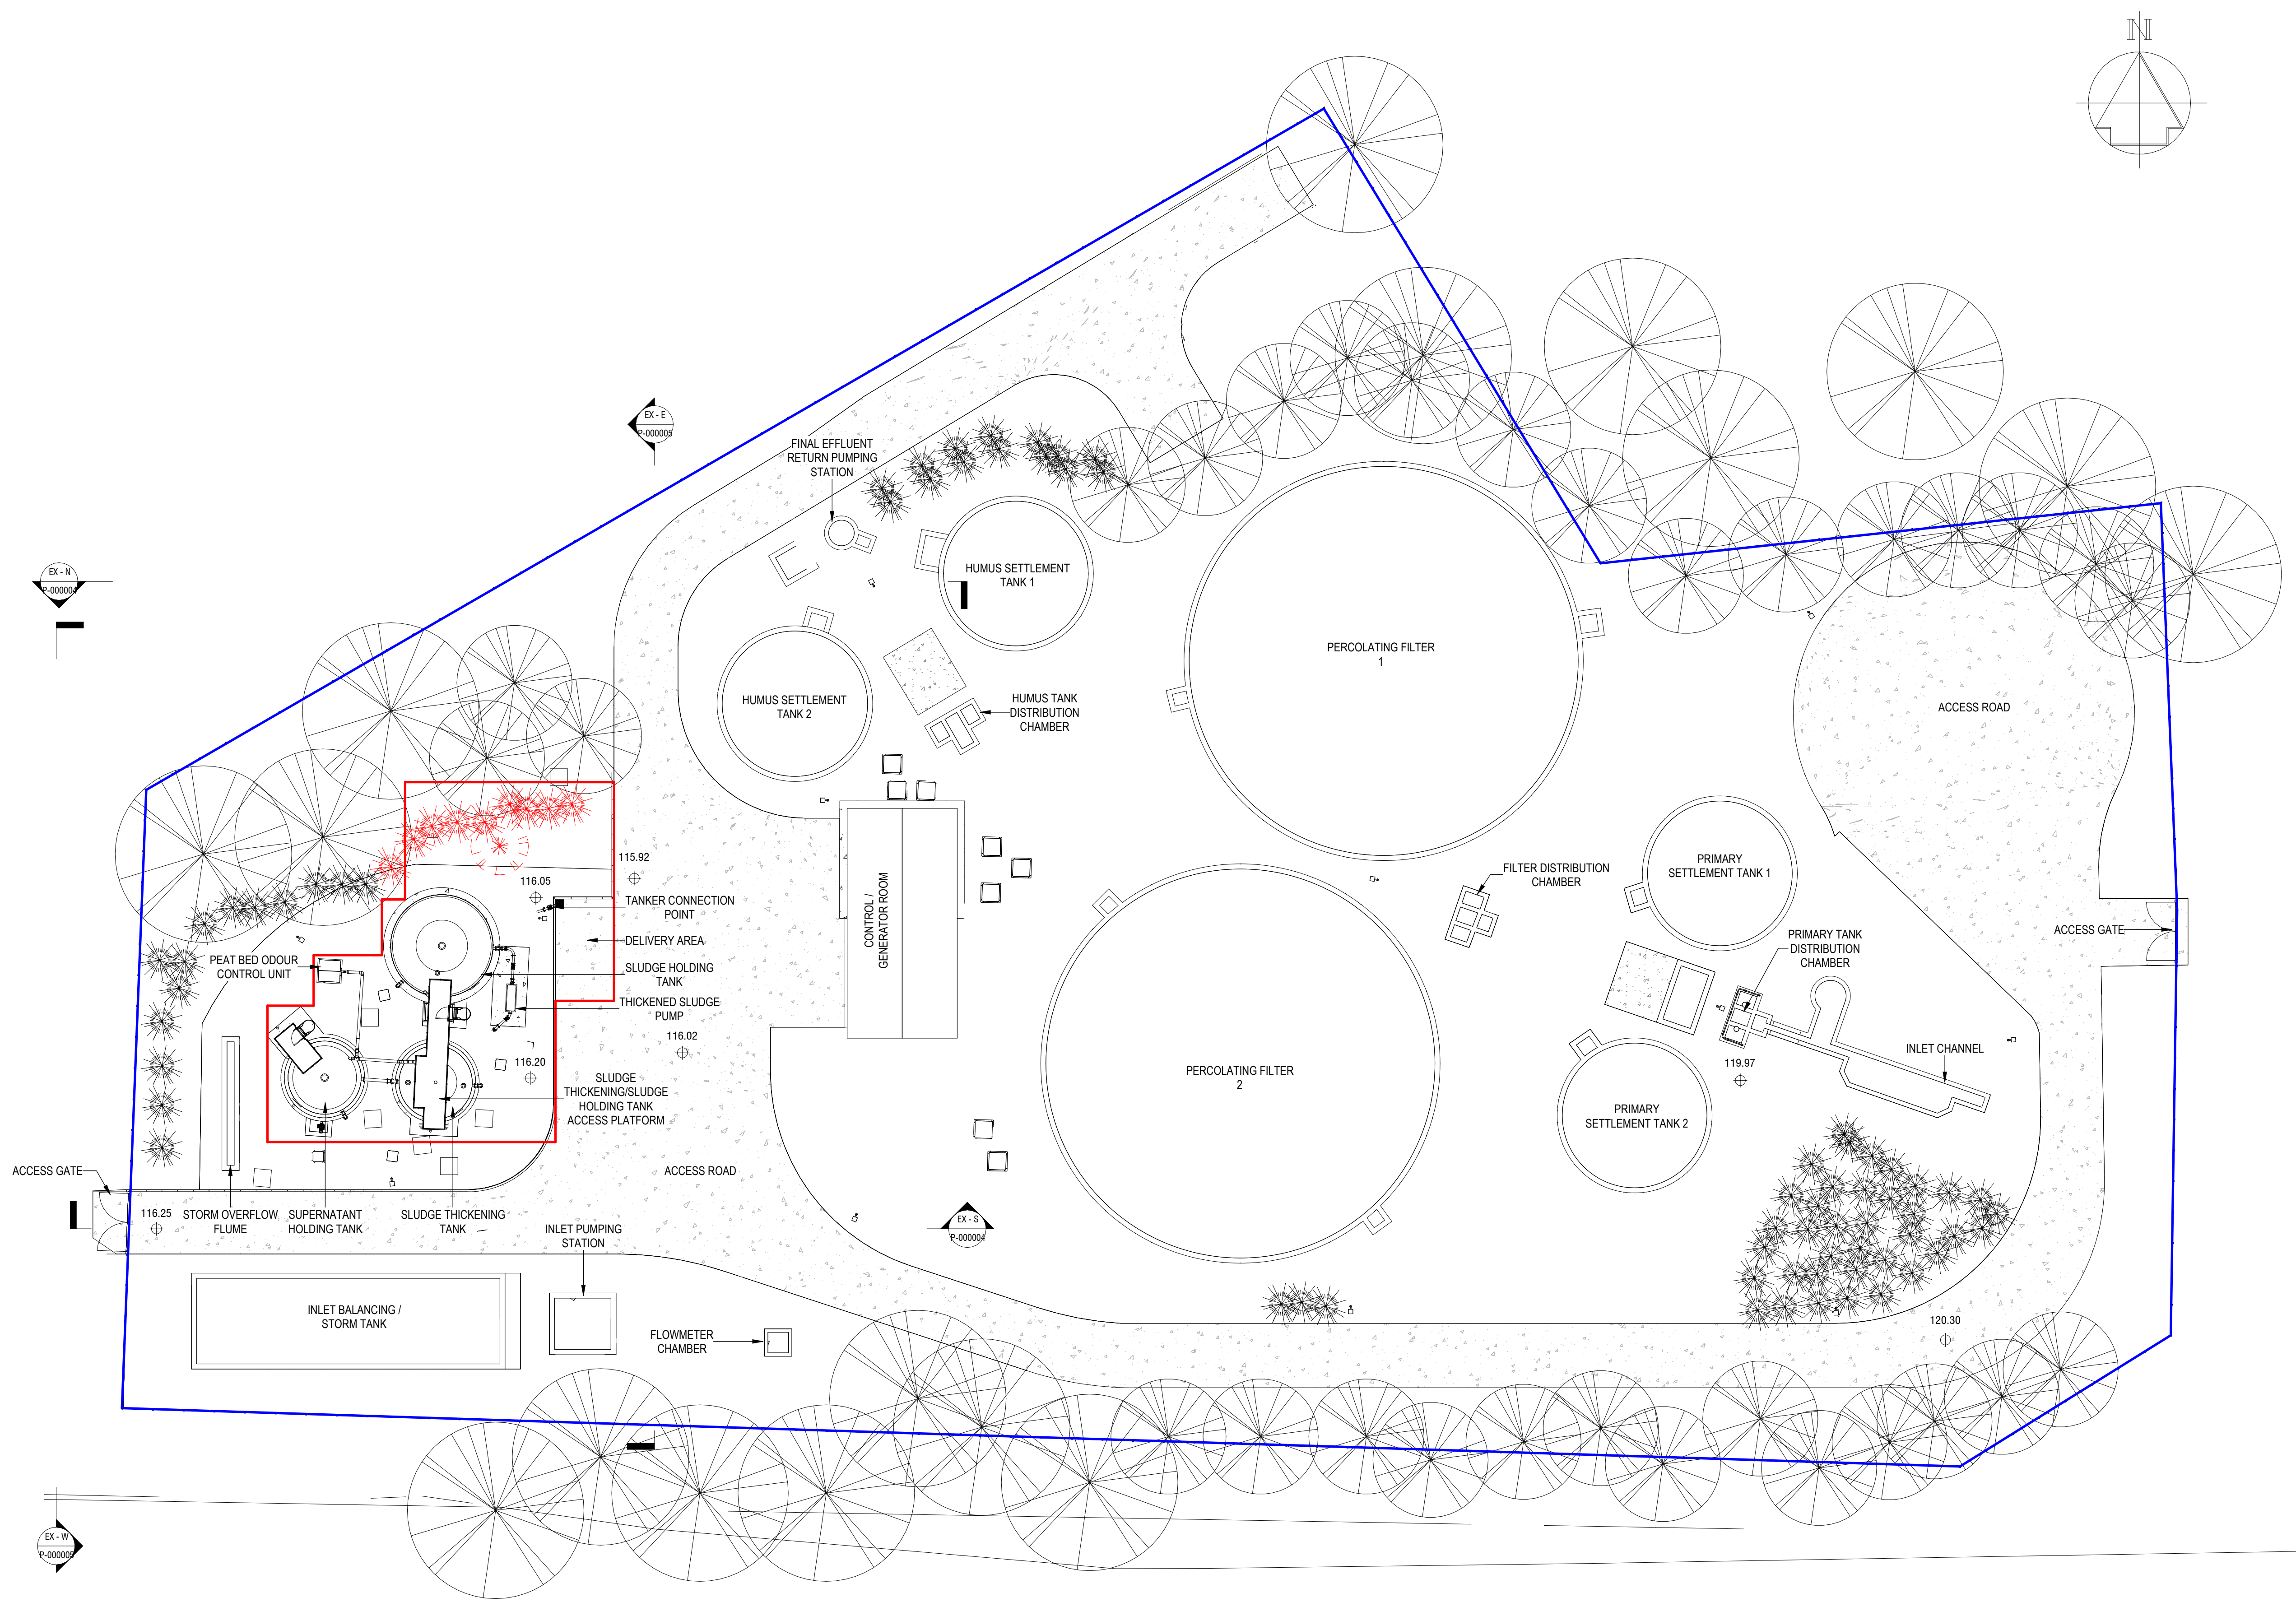 N
EX - E
P-000005
FINAL EFFLUENT
RETURN PUMPING
STATION
EX - N
P-000004
HUMUS SETTLEMENT
TANK 1
PERCOLATING FILTER
1
HUMUS SETTLEMENT
TANK 2
HUMUS TANK
DISTRIBUTION
CHAMBER
ACCESS ROAD
115.92
116.05
TANKER CONNECTION
POINT
DELIVERY AREA
SLUDGE HOLDING
TANK
THICKENED SLUDGE
PUMP
116.02
PEAT BED ODOUR
CONTROL UNIT
116.20
SLUDGE
THICKENING/SLUDGE
HOLDING TANK
ACCESS PLATFORM
CONTROL /
GENERATOR ROOM
FILTER DISTRIBUTION
CHAMBER
PRIMARY
SETTLEMENT TANK 1
PRIMARY TANK
DISTRIBUTION
CHAMBER
ACCESS GATE
INLET CHANNEL
119.97
PERCOLATING FILTER
2
PRIMARY
SETTLEMENT TANK 2
ACCESS GATE
ACCESS ROAD
116.25
STORM OVERFLOW
FLUME
SUPERNATANT
HOLDING TANK
SLUDGE THICKENING
TANK
INLET PUMPING
STATION
EX - S
P-000004
INLET BALANCING /
STORM TANK
FLOWMETER
CHAMBER
120.30
EX - W
P-000005